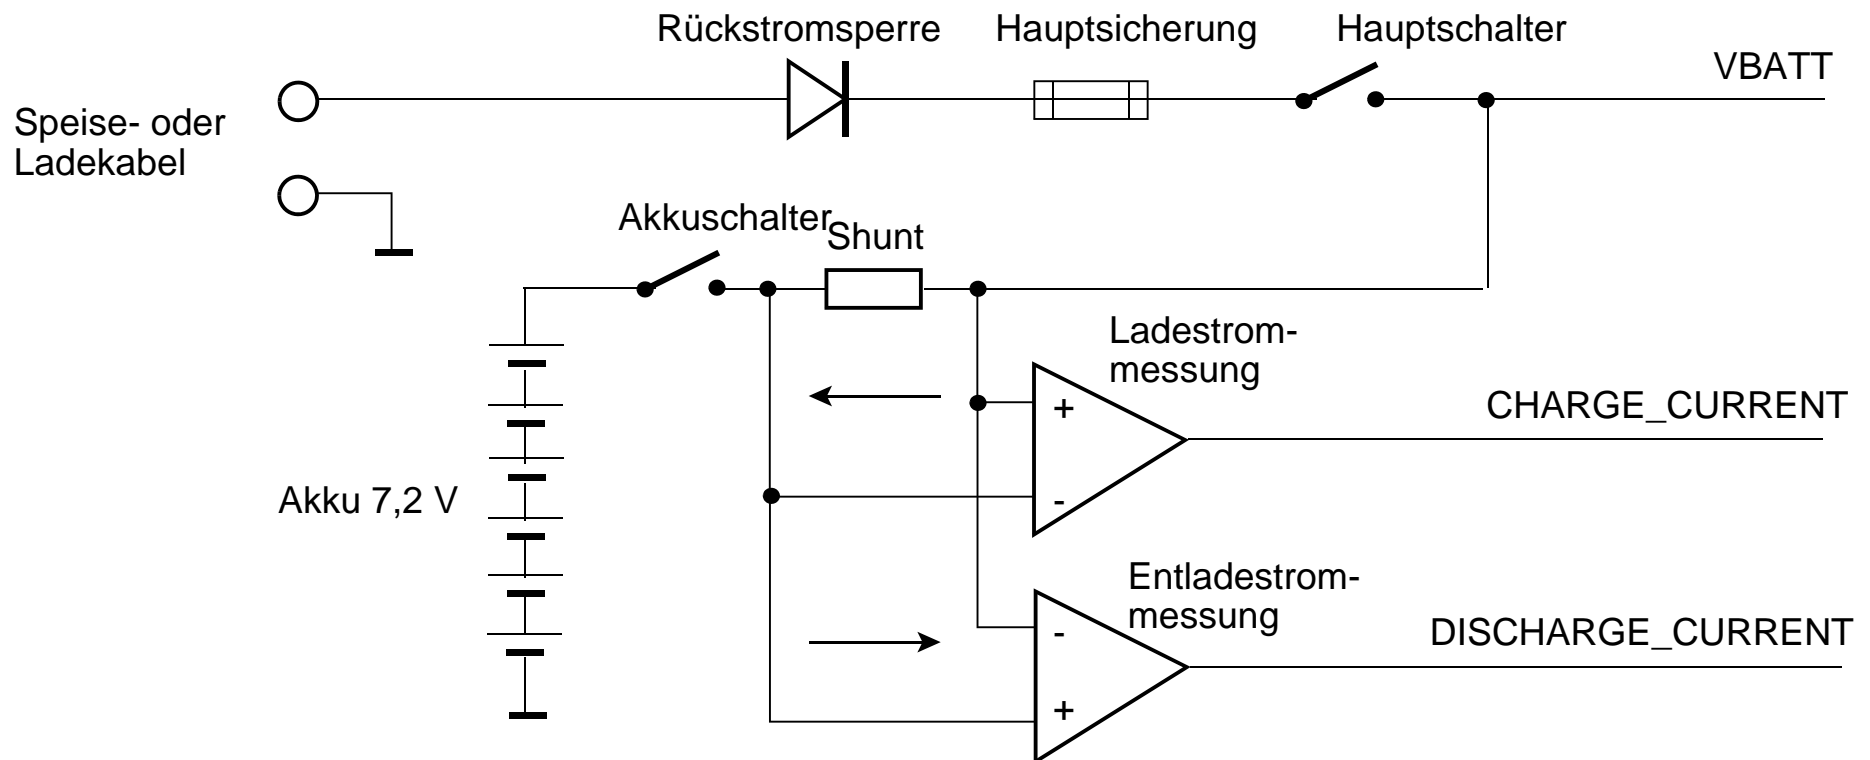 Rückstromsperre
Hauptsicherung
Hauptschalter
VBATT
Speise- oder
Ladekabel
Akkuschalter
Shunt
Ladestrom-
messung
+
-
CHARGE_CURRENT
Akku 7,2 V
Entladestrom-
messung
-
+
DISCHARGE_CURRENT